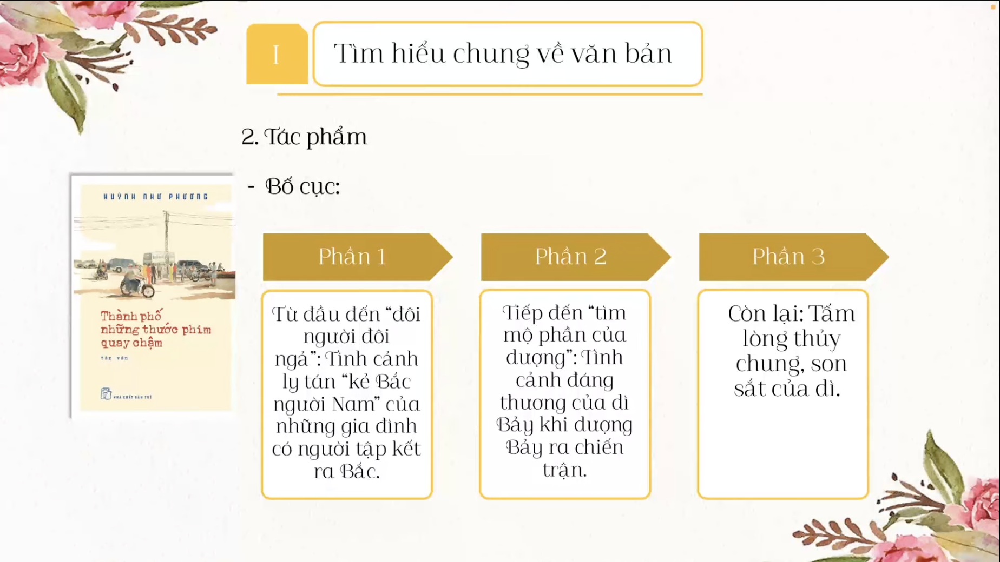 I
Tìm hiểu chung về văn bản
2. Tác phẩm
- Bố cục:
HUỲNH NHƯ PHƯƠNG
Thành phố
những thước phim
quay chậm
tản văn
NHÀ XUẤT BẢN TRẺ
Phần 1
Từ đầu đến “đôi
người đôi
ngả”: Tình cảnh
ly tán “kẻ Bắc
người Nam” của
những gia đình
có người tập kết
ra Bắc.
Phần 2
Tiếp đến “tìm
mộ phần của
dượng”: Tình
cảnh đáng
thương của dì
Bảy khi dượng
Bảy ra chiến
trận.
Phần 3
Còn lại: Tấm
lòng thủy
chung, son
sắt của dì.